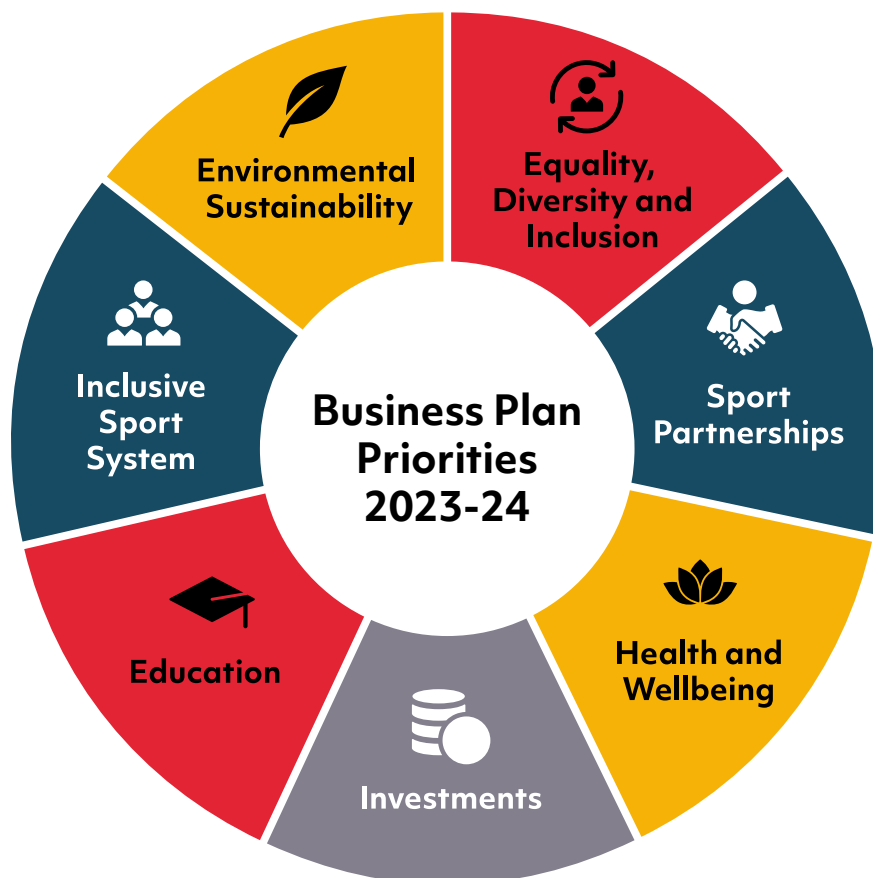 Business Plan
Priorities
2023-24
Equality,
Diversity and
Inclusion
Sport
Partnerships
Health and
Wellbeing
Investments
Education
Inclusive
Sport
System
Environmental
Sustainability